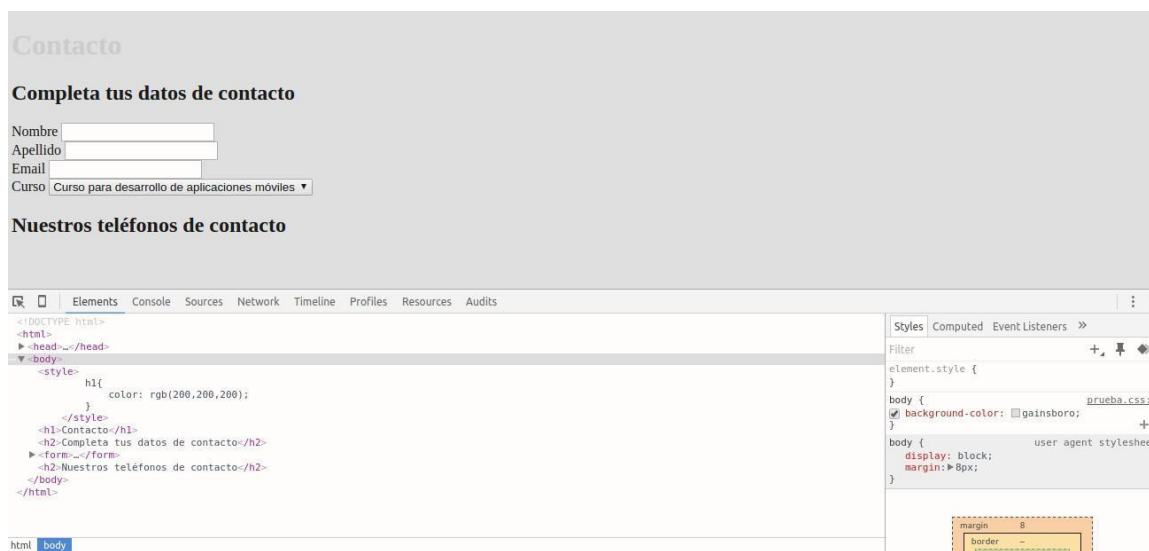 Contacto
Completa tus datos de contacto
Nombre
Apellido
Email
Curso Curso para desarrollo de aplicaciones móviles ▼
Nuestros teléfonos de contacto
Elements Console Sources Network Timeline Profiles Resources Audits
<!DOCTYPE html>
<html>
▶<head>…</head>
▼<body>
<style>
h1{
color: rgb(200,200,200);
}
</style>
<h1>Contacto</h1>
<h2>Completa tus datos de contacto</h2>
▶<form>…</form>
<h2>Nuestros teléfonos de contacto</h2>
</body>
</html>
html body
Styles Computed Event Listeners »
Filter
element.style {
}
body { prueba.css:
background-color: gainsboro;
}
body { user agent styleshee
display: block;
margin:▶8px;
}
margin 8
border –